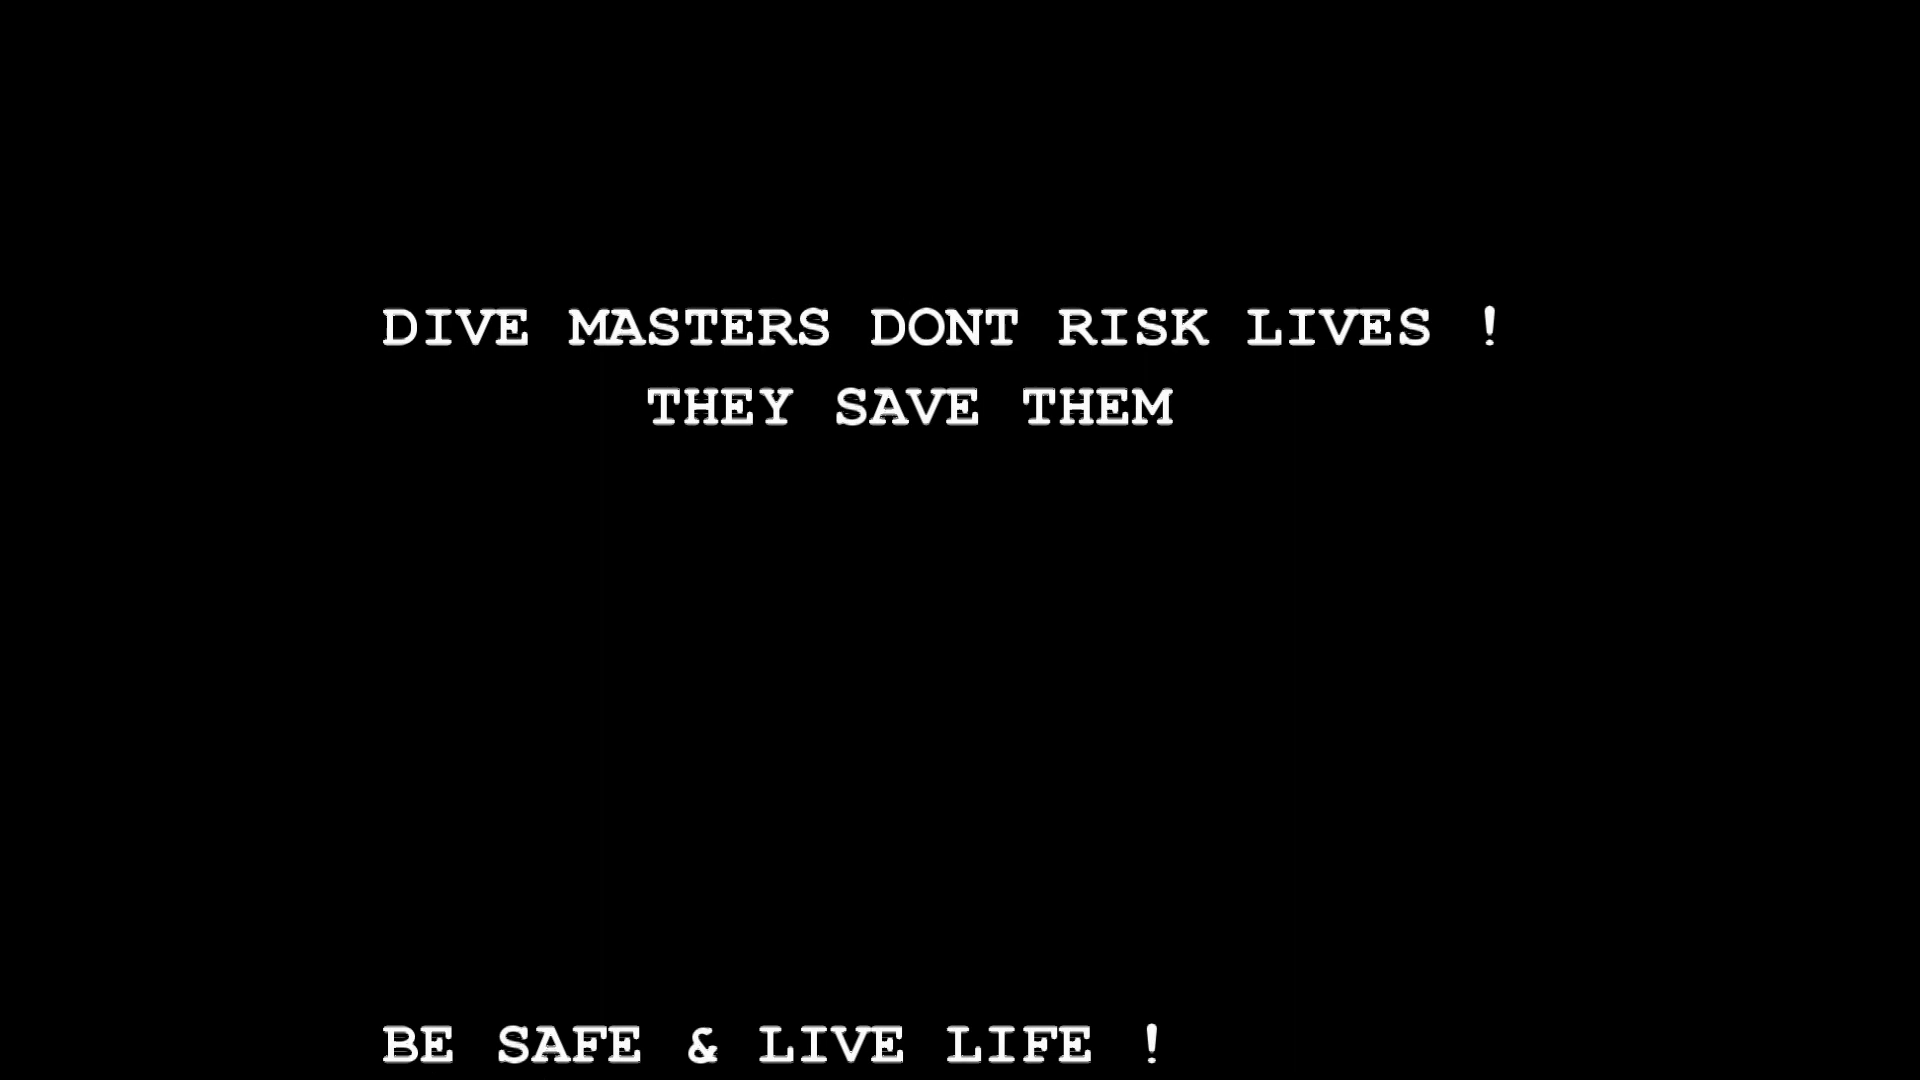 DIVE MASTERS DONT RISK LIVES !
THEY SAVE THEM
BE SAFE & LIVE LIFE !